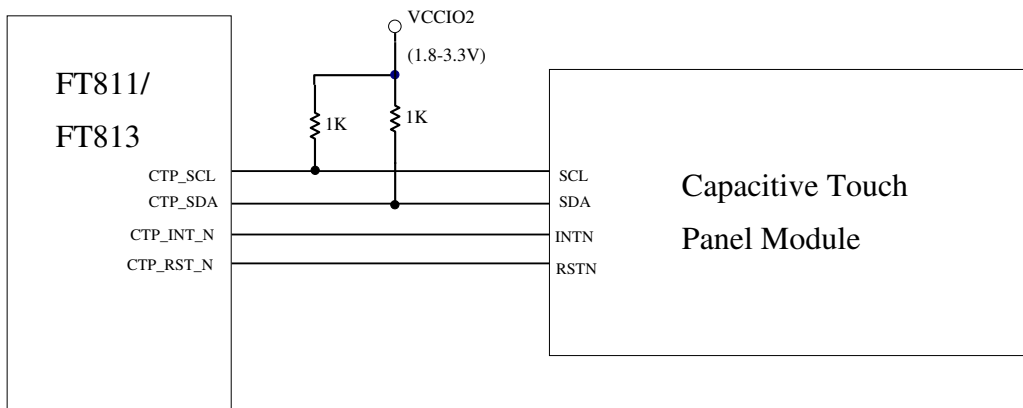 VCCIO2
(1.8-3.3V)
FT811/
FT813
1K
1K
CTP_SCL
CTP_SDA
CTP_INT_N
CTP_RST_N
SCL
SDA
INTN
RSTN
Capacitive Touch
Panel Module